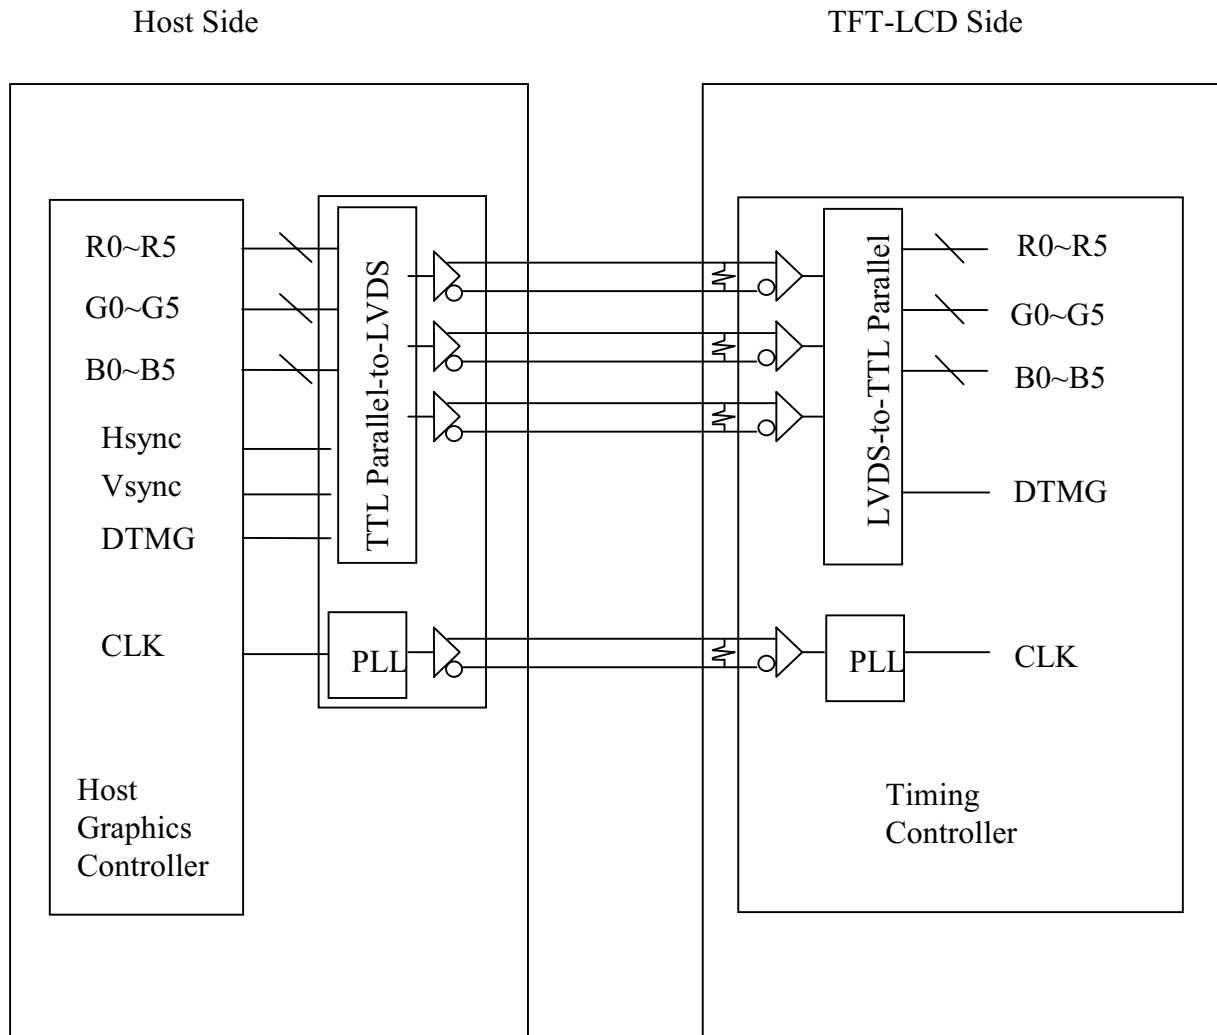 Host Side
TFT-LCD Side
R0~R5
G0~G5
B0~B5
Hsync
Vsync
DTMG
CLK
Host
Graphics
Controller
TTL Parallel-to-LVDS
PLL
LVDS-to-TTL Parallel
PLL
R0~R5
G0~G5
B0~B5
DTMG
CLK
Timing
Controller